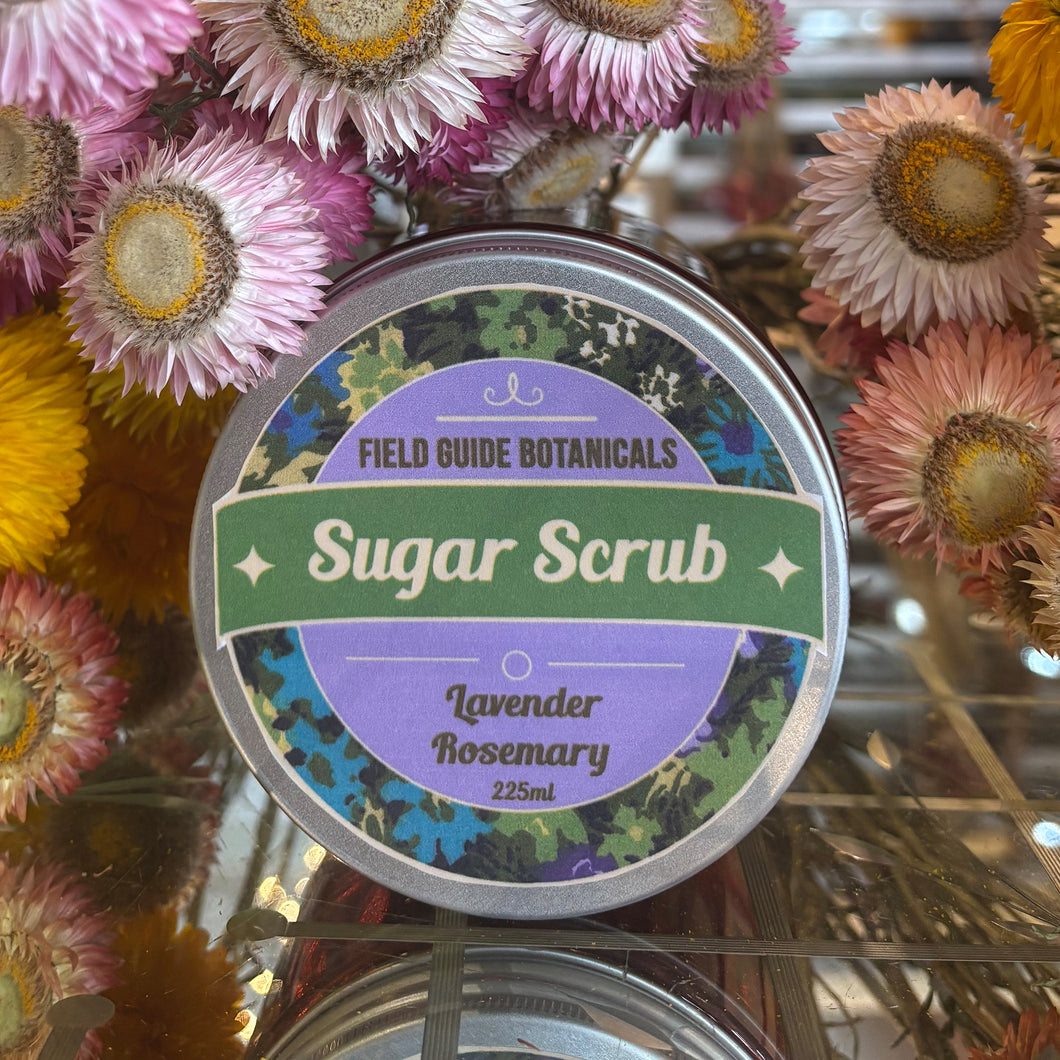 FIELD GUIDE BOTANICALS
Sugar Scrub
Lavender
Rosemary
225ml